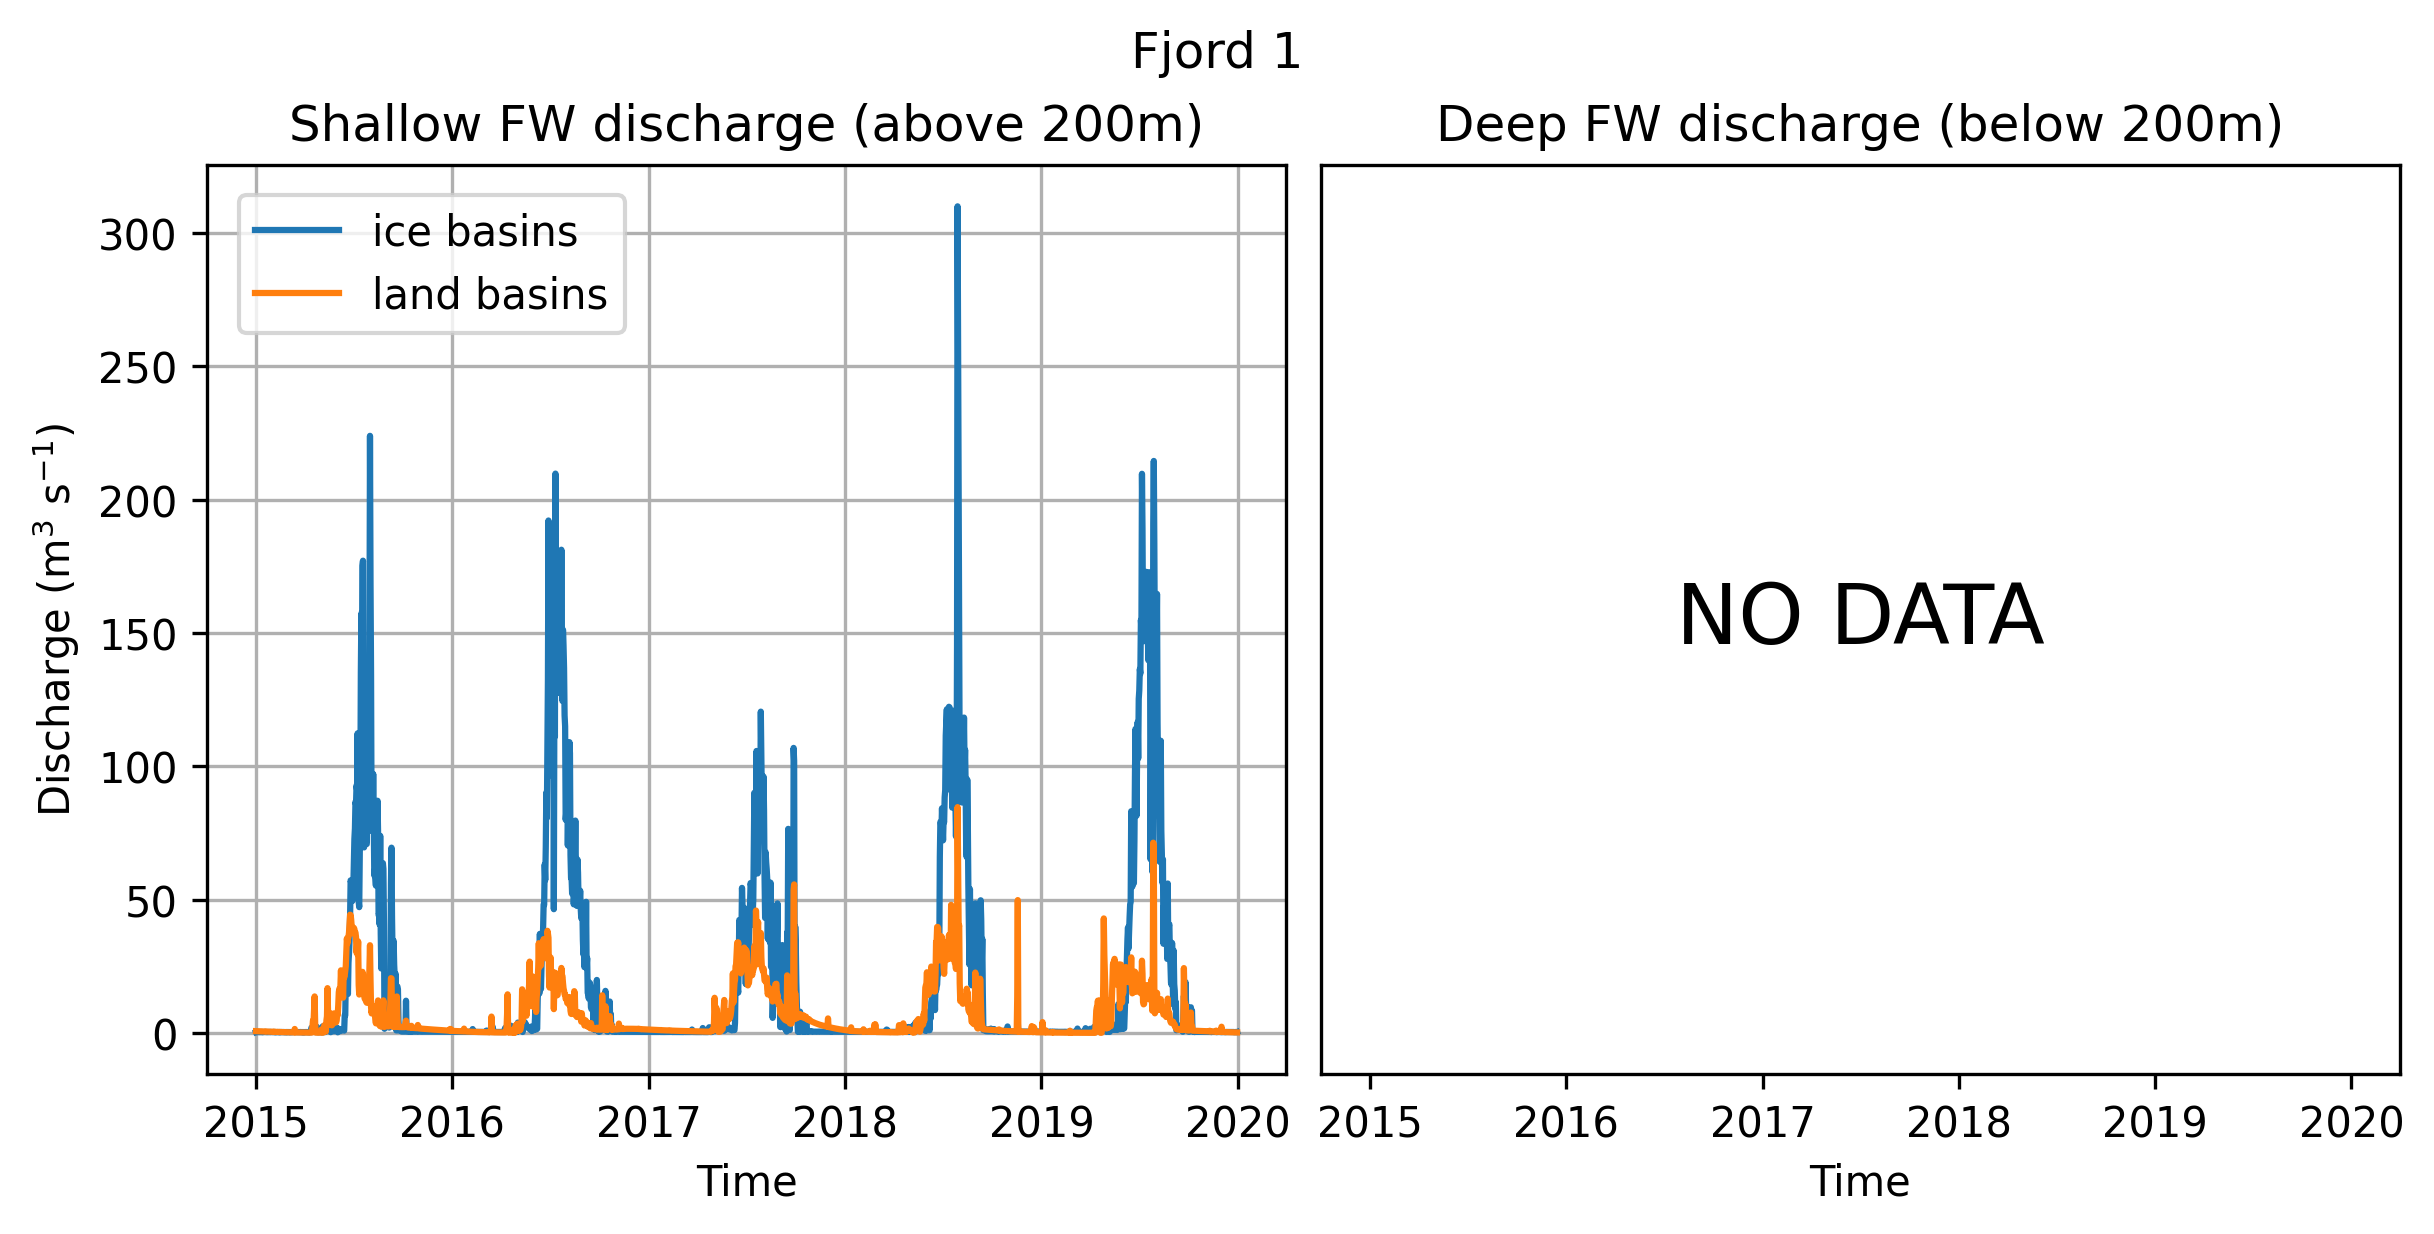 Fjord 1
Shallow FW discharge (above 200m)
ice basins
land basins
300
250
200
150
100
50
0
Discharge (m³ s⁻¹)
2015 2016 2017 2018 2019 2020
Time
Deep FW discharge (below 200m)
NO DATA
2015 2016 2017 2018 2019 2020
Time